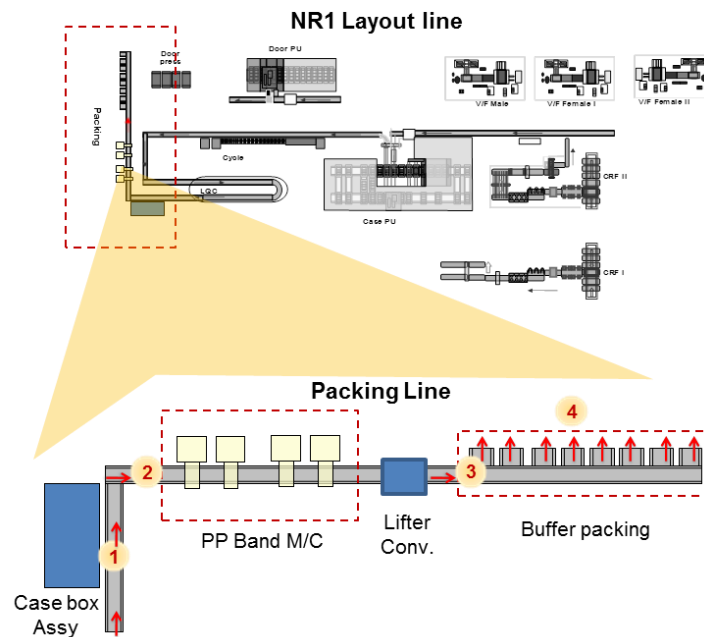 NR1 Layout line
Door
press
Door PU
V/F Male
V/F Female I
V/F Female II
Packing
Cycle
LQC
Case PU
CRF II
CRF I
Packing Line
4
2
3
1
PP Band M/C
Lifter
Conv.
Buffer packing
Case box
Assy